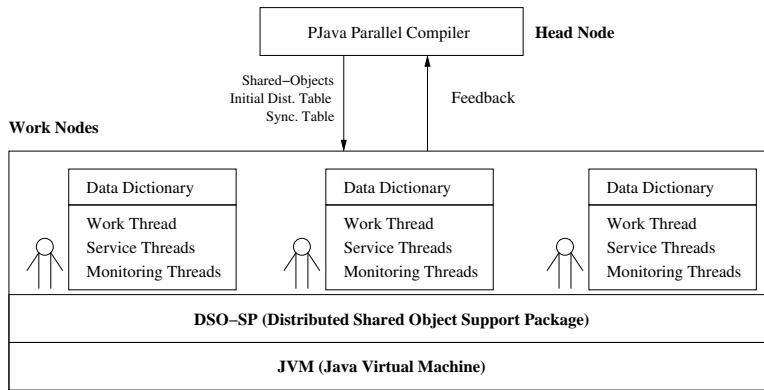 PJava Parallel Compiler
Head Node
Shared-Objects
Initial Dist. Table
Sync. Table
Feedback
Work Nodes
Data Dictionary
Work Thread
Service Threads
Monitoring Threads
Data Dictionary
Work Thread
Service Threads
Monitoring Threads
Data Dictionary
Work Thread
Service Threads
Monitoring Threads
DSO-SP (Distributed Shared Object Support Package)
JVM (Java Virtual Machine)